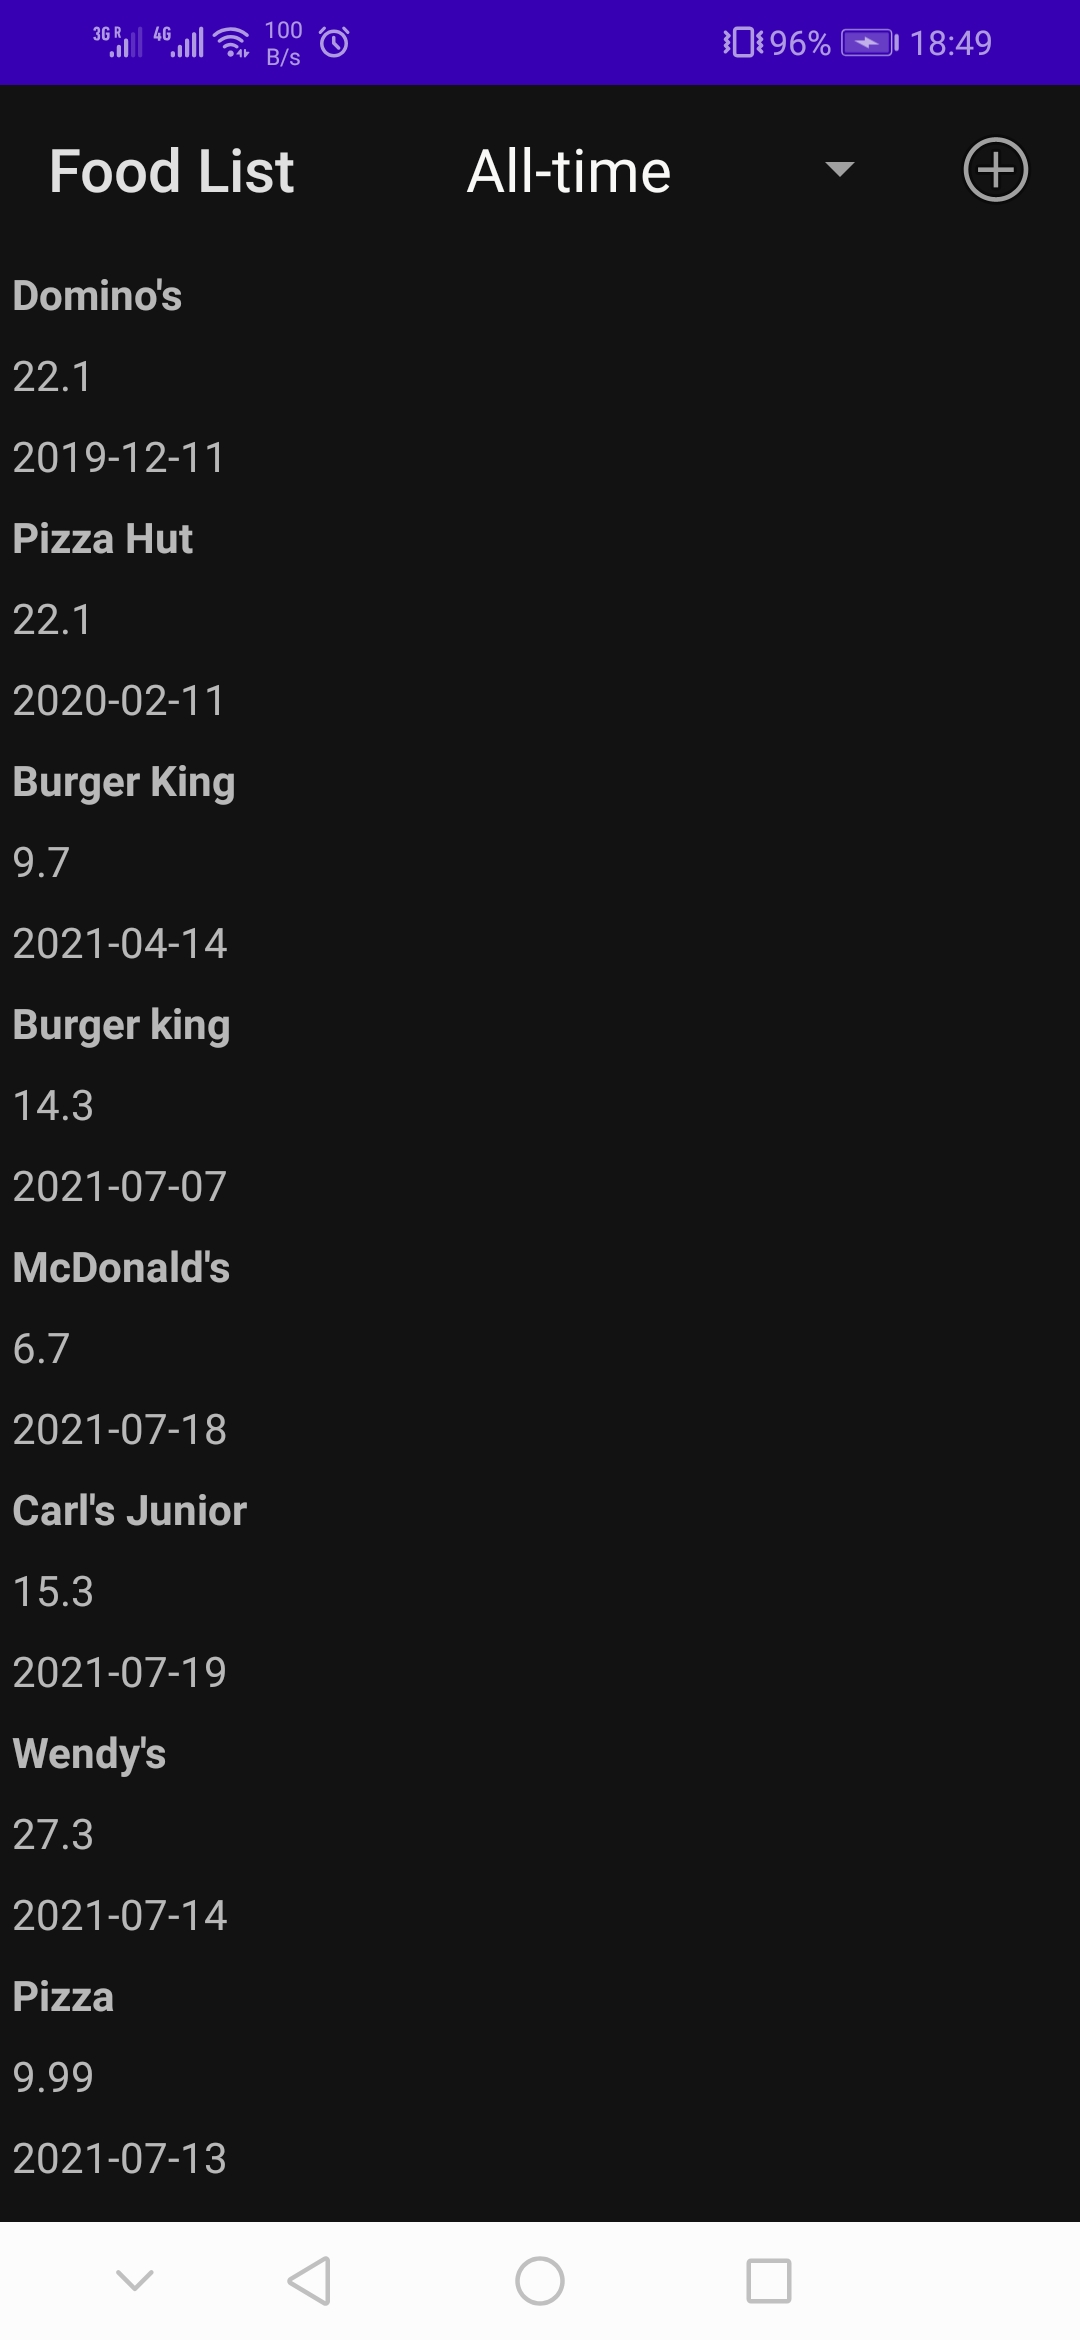 3G R 4G 100 B/s 96% 18:49
Food List All-time
Domino's
22.1
2019-12-11
Pizza Hut
22.1
2020-02-11
Burger King
9.7
2021-04-14
Burger king
14.3
2021-07-07
McDonald's
6.7
2021-07-18
Carl's Junior
15.3
2021-07-19
Wendy's
27.3
2021-07-14
Pizza
9.99
2021-07-13